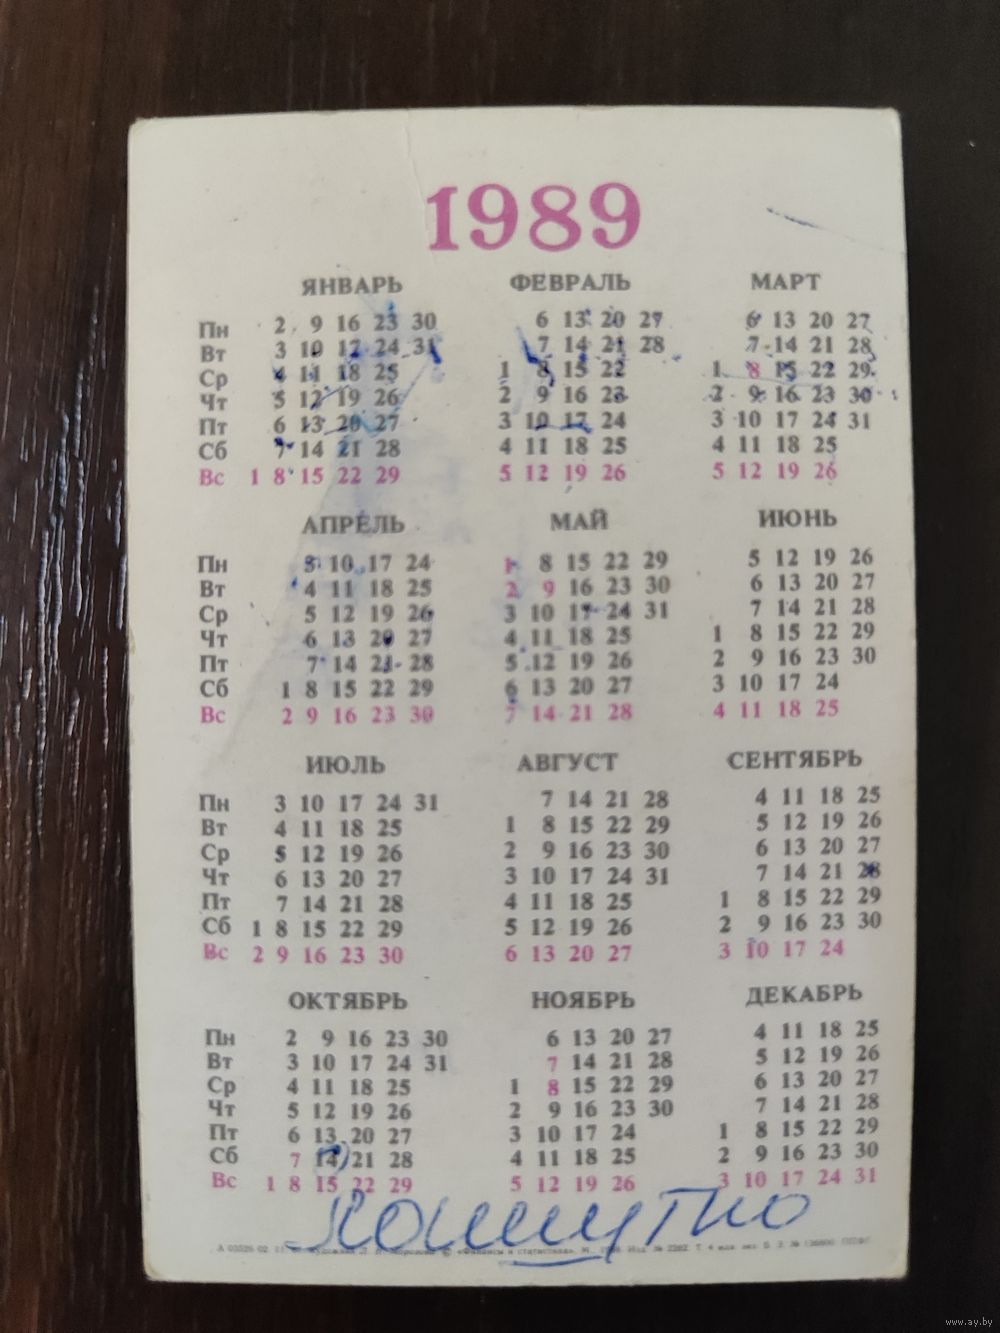 1989
ЯНВАРЬ ФЕВРАЛЬ МАРТ
Пн 2 9 16 23 30 6 13 20 27 6 13 20 27
Вт 3 10 17 24 31 7 14 21 28 7 14 21 28
Ср 4 11 18 25 1 8 15 22 1 8 15 22 29
Чт 5 12 19 26 2 9 16 23 2 9 16 23 30
Пт 6 13 20 27 3 10 17 24 3 10 17 24 31
Сб 7 14 21 28 4 11 18 25 4 11 18 25
Вс 1 8 15 22 29 5 12 19 26 5 12 19 26
АПРЕЛЬ МАЙ ИЮНЬ
Пн 3 10 17 24 1 8 15 22 29 5 12 19 26
Вт 4 11 18 25 2 9 16 23 30 6 13 20 27
Ср 5 12 19 26 3 10 17 24 31 7 14 21 28
Чт 6 13 20 27 4 11 18 25 1 8 15 22 29
Пт 7 14 21 28 5 12 19 26 2 9 16 23 30
Сб 1 8 15 22 29 6 13 20 27 3 10 17 24
Вс 2 9 16 23 30 7 14 21 28 4 11 18 25
ИЮЛЬ АВГУСТ СЕНТЯБРЬ
Пн 3 10 17 24 31 7 14 21 28 4 11 18 25
Вт 4 11 18 25 1 8 15 22 29 5 12 19 26
Ср 5 12 19 26 2 9 16 23 30 6 13 20 27
Чт 6 13 20 27 3 10 17 24 31 7 14 21 28
Пт 7 14 21 28 4 11 18 25 1 8 15 22 29
Сб 1 8 15 22 29 5 12 19 26 2 9 16 23 30
Вс 2 9 16 23 30 6 13 20 27 3 10 17 24
ОКТЯБРЬ НОЯБРЬ ДЕКАБРЬ
Пн 2 9 16 23 30 6 13 20 27 4 11 18 25
Вт 3 10 17 24 31 7 14 21 28 5 12 19 26
Ср 4 11 18 25 1 8 15 22 29 6 13 20 27
Чт 5 12 19 26 2 9 16 23 30 7 14 21 28
Пт 6 13 20 27 3 10 17 24 1 8 15 22 29
Сб 7 14 21 28 4 11 18 25 2 9 16 23 30
Вс 1 8 15 22 29 5 12 19 26 3 10 17 24 31
«Финансы и статистика»
www.ay.by